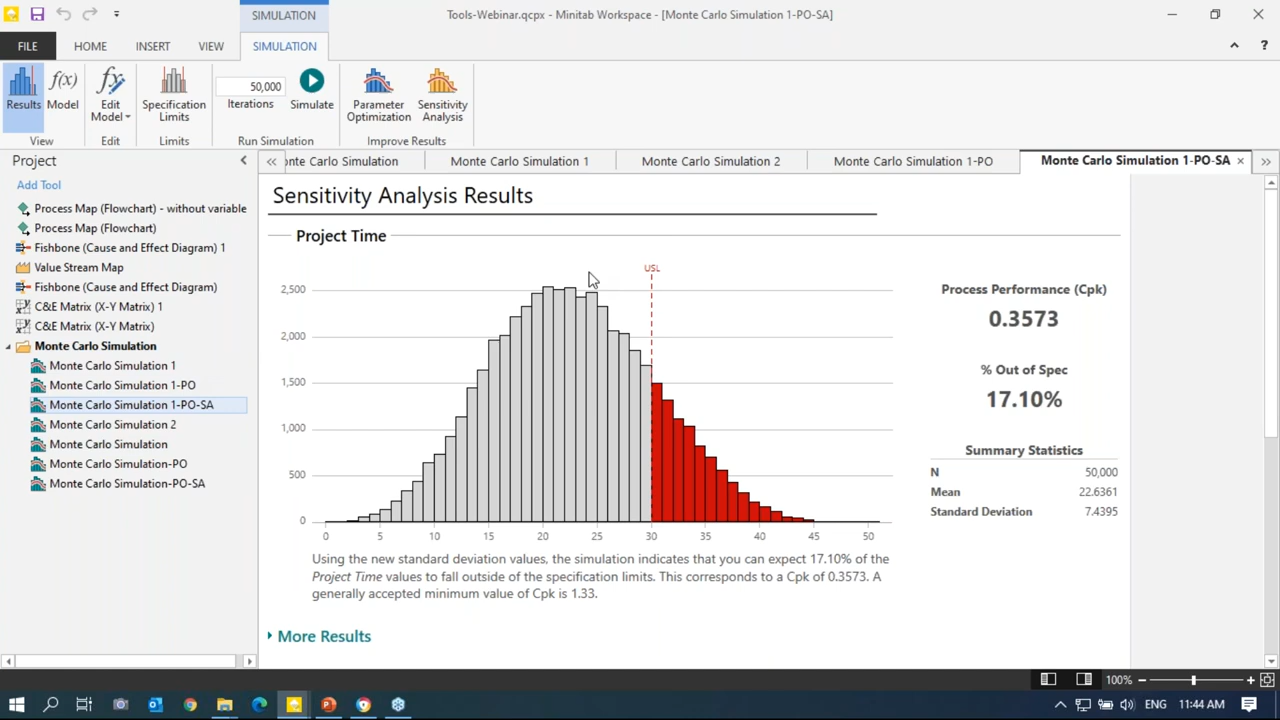 SIMULATION
Tools-Webinar.qcpx - Minitab Workspace - [Monte Carlo Simulation 1-PO-SA]
FILE
HOME
INSERT
VIEW
SIMULATION
?
Results
Model
Edit
Model
Specification
Limits
50,000
Iterations
Simulate
Parameter
Optimization
Sensitivity
Analysis
View
Edit
Limits
Run Simulation
Improve Results
Project
Add Tool
Process Map (Flowchart) - without variable
Process Map (Flowchart)
Fishbone (Cause and Effect Diagram) 1
Value Stream Map
Fishbone (Cause and Effect Diagram)
C&E Matrix (X-Y Matrix) 1
C&E Matrix (X-Y Matrix)
Monte Carlo Simulation
Monte Carlo Simulation 1
Monte Carlo Simulation 1-PO
Monte Carlo Simulation 1-PO-SA
Monte Carlo Simulation 2
Monte Carlo Simulation
Monte Carlo Simulation-PO
Monte Carlo Simulation-PO-SA
onte Carlo Simulation
Monte Carlo Simulation 1
Monte Carlo Simulation 2
Monte Carlo Simulation 1-PO
Monte Carlo Simulation 1-PO-SA
Sensitivity Analysis Results
Project Time
USL
2,500
2,000
1,500
1,000
500
0
0 5 10 15 20 25 30 35 40 45 50
Process Performance (Cpk)
0.3573
% Out of Spec
17.10%
Summary Statistics
N 50,000
Mean 22.6361
Standard Deviation 7.4395
Using the new standard deviation values, the simulation indicates that you can expect 17.10% of the
Project Time values to fall outside of the specification limits. This corresponds to a Cpk of 0.3573. A
generally accepted minimum value of Cpk is 1.33.
More Results
100%
ENG
11:44 AM